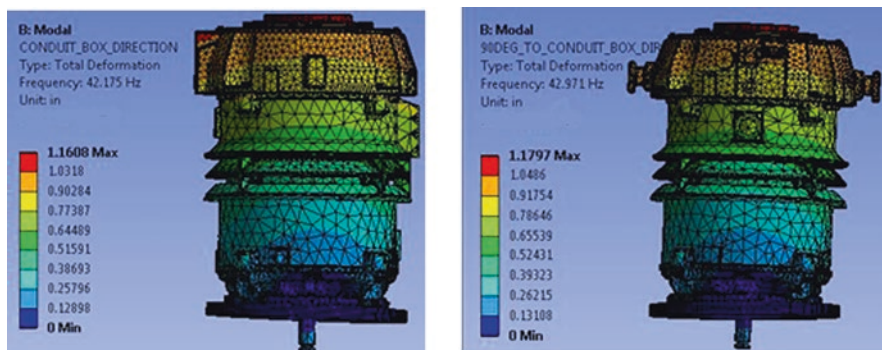 B: Modal
CONDUIT_BOX_DIRECTION
Type: Total Deformation
Frequency: 42.175 Hz
Unit: in
1.1608 Max
1.0318
0.90284
0.77387
0.64489
0.51591
0.38693
0.25796
0.12898
0 Min
B: Modal
90DEG_TO_CONDUIT_BOX_DIR
Type: Total Deformation
Frequency: 42.971 Hz
Unit: in
1.1797 Max
1.0486
0.91754
0.78646
0.65539
0.52431
0.39323
0.26215
0.13108
0 Min